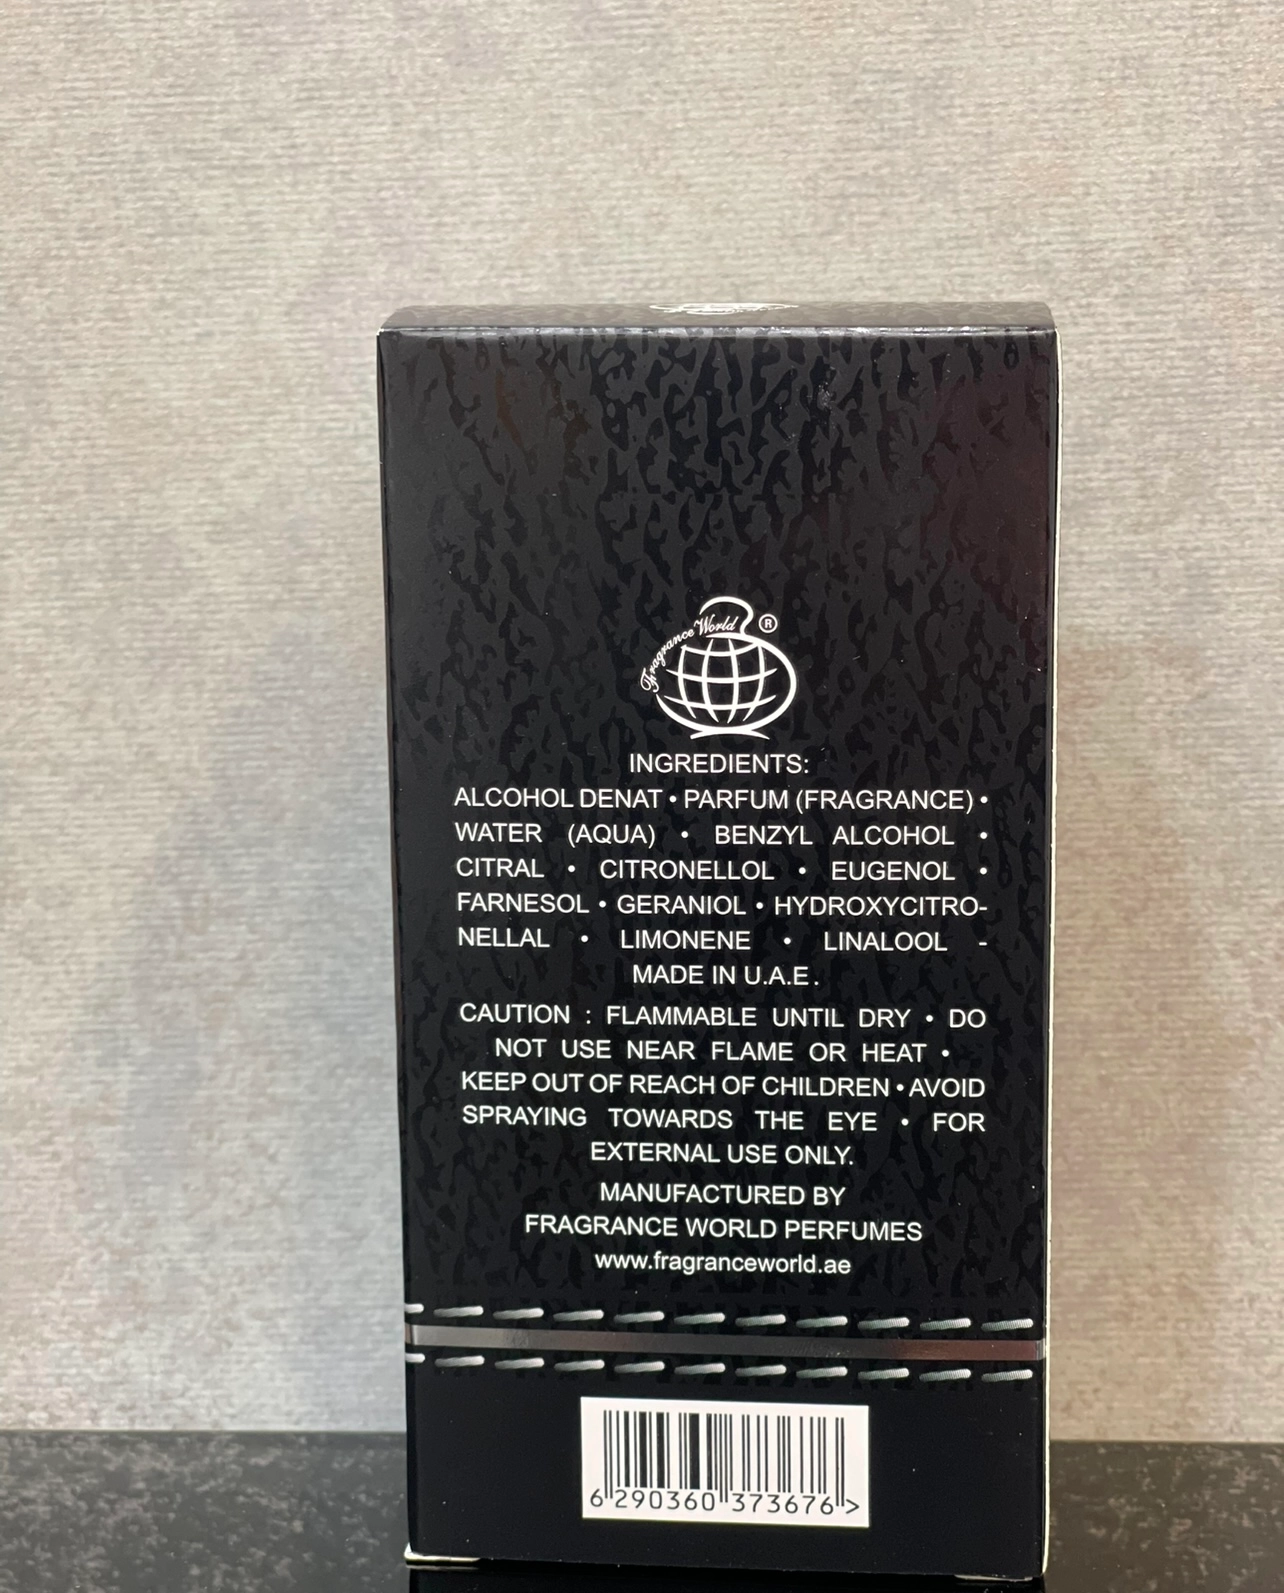 Fragrance World ®
INGREDIENTS:
ALCOHOL DENAT • PARFUM (FRAGRANCE) •
WATER (AQUA) • BENZYL ALCOHOL •
CITRAL • CITRONELLOL • EUGENOL •
FARNESOL • GERANIOL • HYDROXYCITRO-
NELLAL • LIMONENE • LINALOOL -
MADE IN U.A.E.
CAUTION : FLAMMABLE UNTIL DRY • DO
NOT USE NEAR FLAME OR HEAT •
KEEP OUT OF REACH OF CHILDREN • AVOID
SPRAYING TOWARDS THE EYE • FOR
EXTERNAL USE ONLY.
MANUFACTURED BY
FRAGRANCE WORLD PERFUMES
www.fragranceworld.ae
6 290360 373676 >